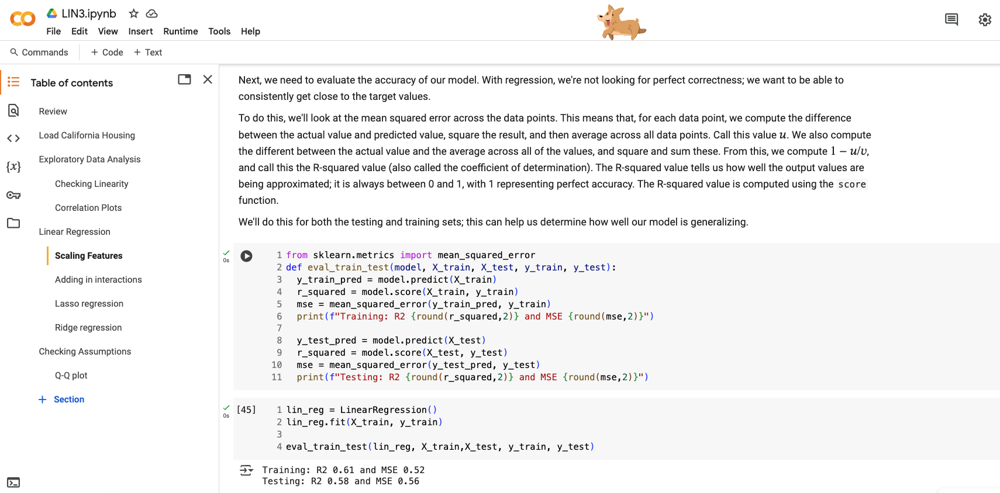 LIN3.ipynb
File Edit View Insert Runtime Tools Help
Commands + Code + Text
Table of contents
Review
Load California Housing
Exploratory Data Analysis
Checking Linearity
Correlation Plots
Linear Regression
Scaling Features
Adding in interactions
Lasso regression
Ridge regression
Checking Assumptions
Q-Q plot
+ Section
Next, we need to evaluate the accuracy of our model. With regression, we're not looking for perfect correctness; we want to be able to
consistently get close to the target values.
To do this, we'll look at the mean squared error across the data points. This means that, for each data point, we compute the difference
between the actual value and predicted value, square the result, and then average across all data points. Call this value u. We also compute
the different between the actual value and the average across all of the values, and square and sum these. From this, we compute 1 − u/v,
and call this the R-squared value (also called the coefficient of determination). The R-squared value tells us how well the output values are
being approximated; it is always between 0 and 1, with 1 representing perfect accuracy. The R-squared value is computed using the score
function.
We'll do this for both the testing and training sets; this can help us determine how well our model is generalizing.
0s
1 from sklearn.metrics import mean_squared_error
2 def eval_train_test(model, X_train, X_test, y_train, y_test):
3   y_train_pred = model.predict(X_train)
4   r_squared = model.score(X_train, y_train)
5   mse = mean_squared_error(y_train_pred, y_train)
6   print(f"Training: R2 {round(r_squared,2)} and MSE {round(mse,2)}")
7
8   y_test_pred = model.predict(X_test)
9   r_squared = model.score(X_test, y_test)
10   mse = mean_squared_error(y_test_pred, y_test)
11   print(f"Testing: R2 {round(r_squared,2)} and MSE {round(mse,2)}")
0s
[45] 1 lin_reg = LinearRegression()
2 lin_reg.fit(X_train, y_train)
3
4 eval_train_test(lin_reg, X_train,X_test, y_train, y_test)
Training: R2 0.61 and MSE 0.52
Testing: R2 0.58 and MSE 0.56